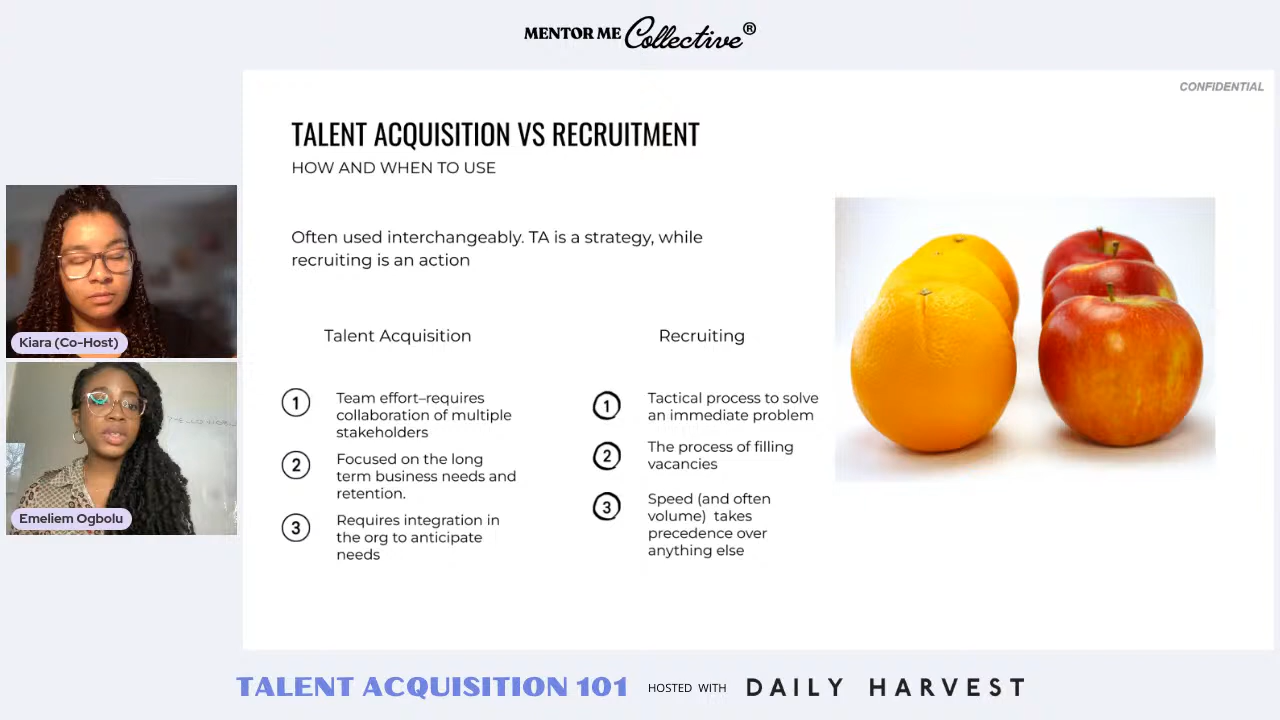 MENTOR ME Collective®
CONFIDENTIAL
TALENT ACQUISITION VS RECRUITMENT
HOW AND WHEN TO USE
Often used interchangeably. TA is a strategy, while
recruiting is an action
Talent Acquisition
1
Team effort–requires
collaboration of multiple
stakeholders
2
Focused on the long
term business needs and
retention.
3
Requires integration in
the org to anticipate
needs
Recruiting
1
Tactical process to solve
an immediate problem
2
The process of filling
vacancies
3
Speed (and often
volume) takes
precedence over
anything else
Kiara (Co-Host)
Emeliem Ogbolu
TALENT ACQUISITION 101 HOSTED WITH DAILY HARVEST